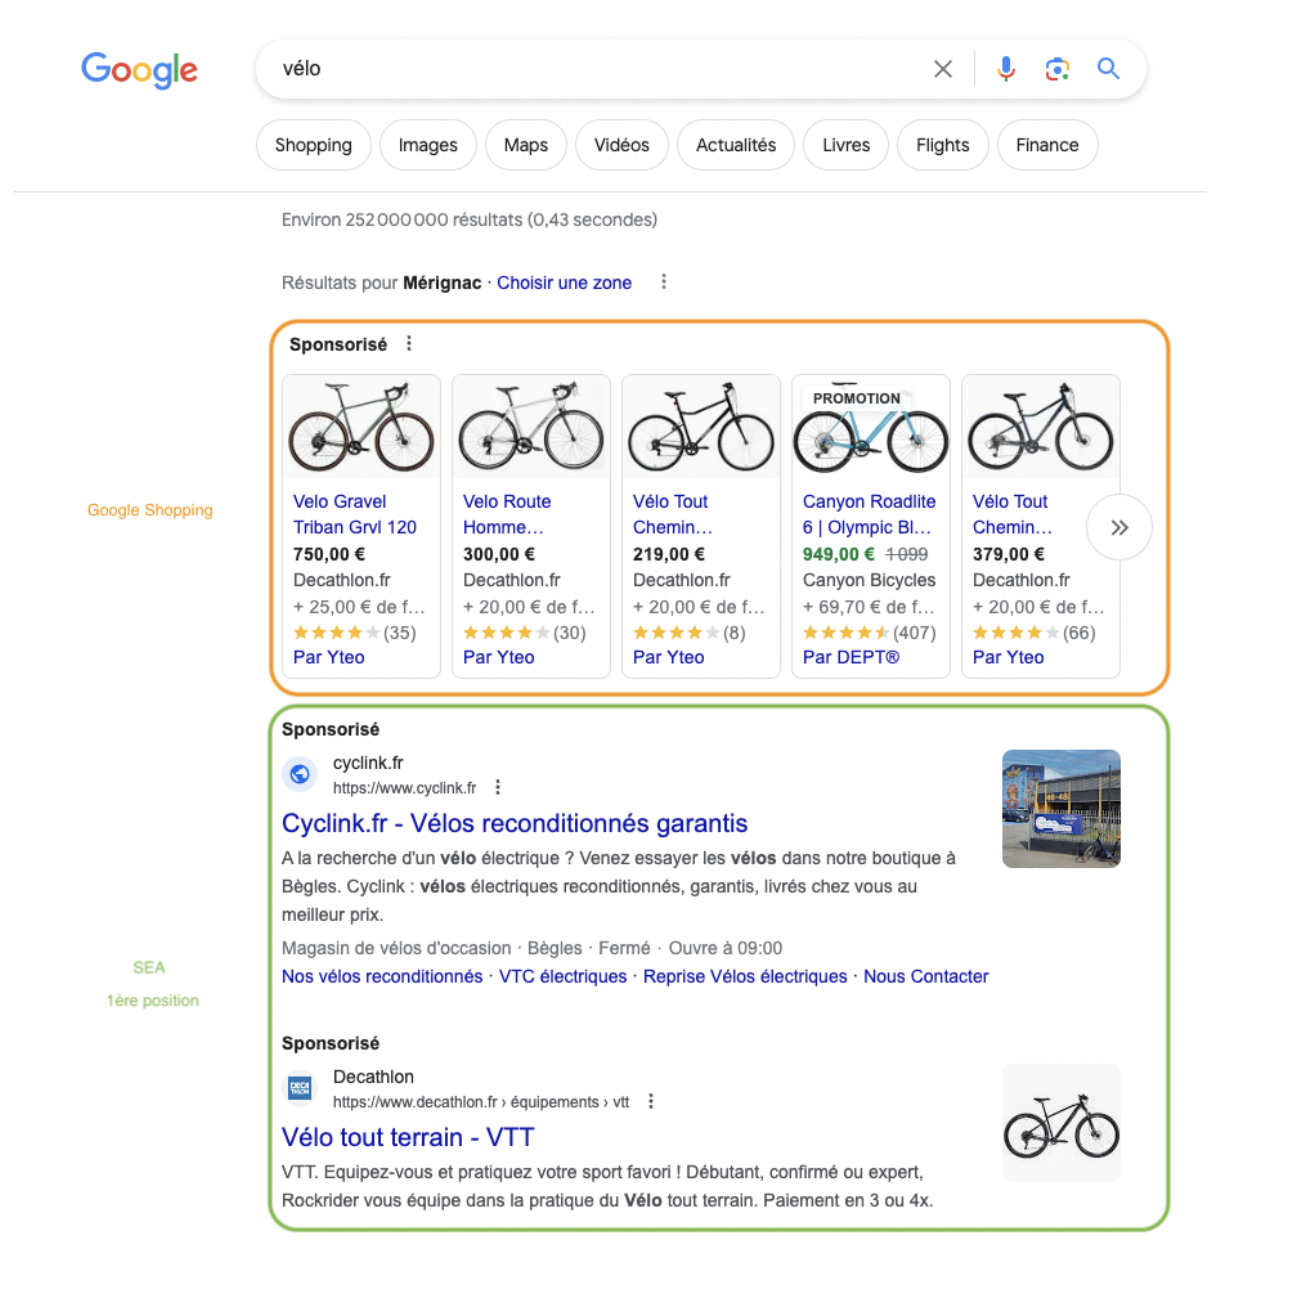 Google
vélo
Shopping
Images
Maps
Vidéos
Actualités
Livres
Flights
Finance
Environ 252 000 000 résultats (0,43 secondes)
Résultats pour Mérignac · Choisir une zone
Google Shopping
Sponsorisé
Velo Gravel
Triban Grvl 120
750,00 €
Decathlon.fr
+ 25,00 € de f...
(35)
Par Yteo
Velo Route
Homme...
300,00 €
Decathlon.fr
+ 20,00 € de f...
(30)
Par Yteo
Vélo Tout
Chemin...
219,00 €
Decathlon.fr
+ 20,00 € de f...
(8)
Par Yteo
PROMOTION
Canyon Roadlite
6 | Olympic Bl...
949,00 € 1 099
Canyon Bicycles
+ 69,70 € de f...
(407)
Par DEPT®
Vélo Tout
Chemin...
379,00 €
Decathlon.fr
+ 20,00 € de f...
(66)
Par Yteo
SEA
1ère position
Sponsorisé
cyclink.fr
https://www.cyclink.fr
Cyclink.fr - Vélos reconditionnés garantis
A la recherche d'un vélo électrique ? Venez essayer les vélos dans notre boutique à
Bègles. Cyclink : vélos électriques reconditionnés, garantis, livrés chez vous au
meilleur prix.
Magasin de vélos d'occasion · Bègles · Fermé · Ouvre à 09:00
Nos vélos reconditionnés · VTC électriques · Reprise Vélos électriques · Nous Contacter
46-48
Sponsorisé
DECA
THLON
Decathlon
https://www.decathlon.fr › équipements › vtt
Vélo tout terrain - VTT
VTT. Equipez-vous et pratiquez votre sport favori ! Débutant, confirmé ou expert,
Rockrider vous équipe dans la pratique du Vélo tout terrain. Paiement en 3 ou 4x.